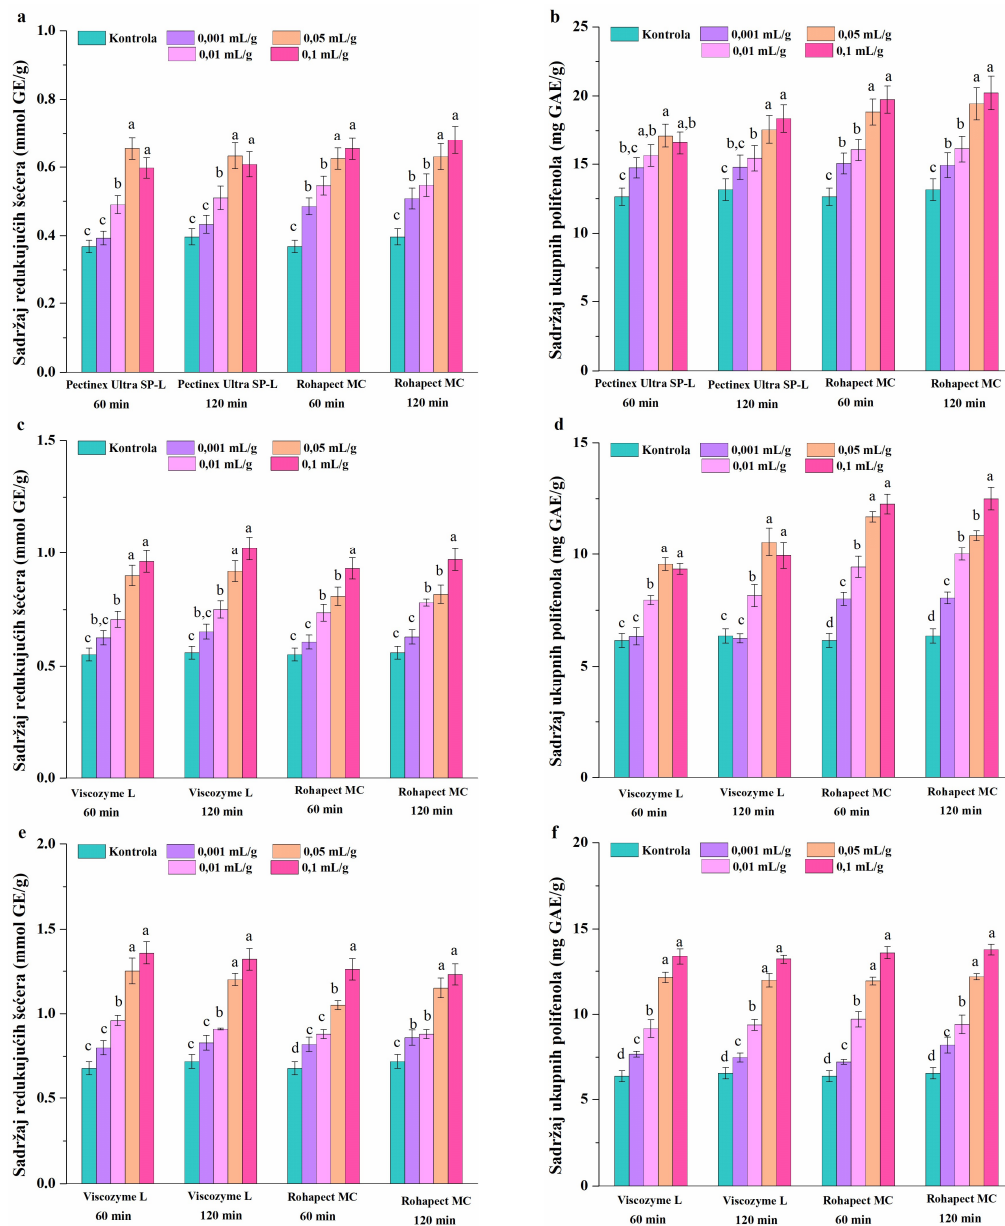 a
Sadržaj redukujućih šećera (mmol GE/g)
1.0
0.8
0.6
0.4
0.2
0.0
Kontrola 0,001 mL/g 0,05 mL/g
0,01 mL/g 0,1 mL/g
c c b a a
c c b a a
c b b a a
c b b a a
Pectinex Ultra SP-L Pectinex Ultra SP-L Rohapect MC Rohapect MC
60 min 120 min 60 min 120 min
b
Sadržaj ukupnih polifenola (mg GAE/g)
25
20
15
10
5
0
Kontrola 0,001 mL/g 0,05 mL/g
0,01 mL/g 0,1 mL/g
c b,c a,b a a,b
c b,c b a a
c b b a a
c b b a a
Pectinex Ultra SP-L Pectinex Ultra SP-L Rohapect MC Rohapect MC
60 min 120 min 60 min 120 min
c
Sadržaj redukujućih šećera (mmol GE/g)
1.5
1.0
0.5
0.0
Kontrola 0,001 mL/g 0,05 mL/g
0,01 mL/g 0,1 mL/g
c b,c b a a
c b,c b a a
c c b b a
c c b b a
Viscozyme L Viscozyme L Rohapect MC Rohapect MC
60 min 120 min 60 min 120 min
d
Sadržaj ukupnih polifenola (mg GAE/g)
15
10
5
0
Kontrola 0,001 mL/g 0,05 mL/g
0,01 mL/g 0,1 mL/g
c c b a a
c c b a a
d c b a a
d c b b a
Viscozyme L Viscozyme L Rohapect MC Rohapect MC
60 min 120 min 60 min 120 min
e
Sadržaj redukujućih šećera (mmol GE/g)
2.0
1.5
1.0
0.5
0.0
Kontrola 0,001 mL/g 0,05 mL/g
0,01 mL/g 0,1 mL/g
c c b a a
c c b a a
d c c b a
c b b a a
Viscozyme L Viscozyme L Rohapect MC Rohapect MC
60 min 120 min 60 min 120 min
f
Sadržaj ukupnih polifenola (mg GAE/g)
20
15
10
5
0
Kontrola 0,001 mL/g 0,05 mL/g
0,01 mL/g 0,1 mL/g
d c b a a
d c b a a
d c b a a
d c b a a
Viscozyme L Viscozyme L Rohapect MC Rohapect MC
60 min 120 min 60 min 120 min